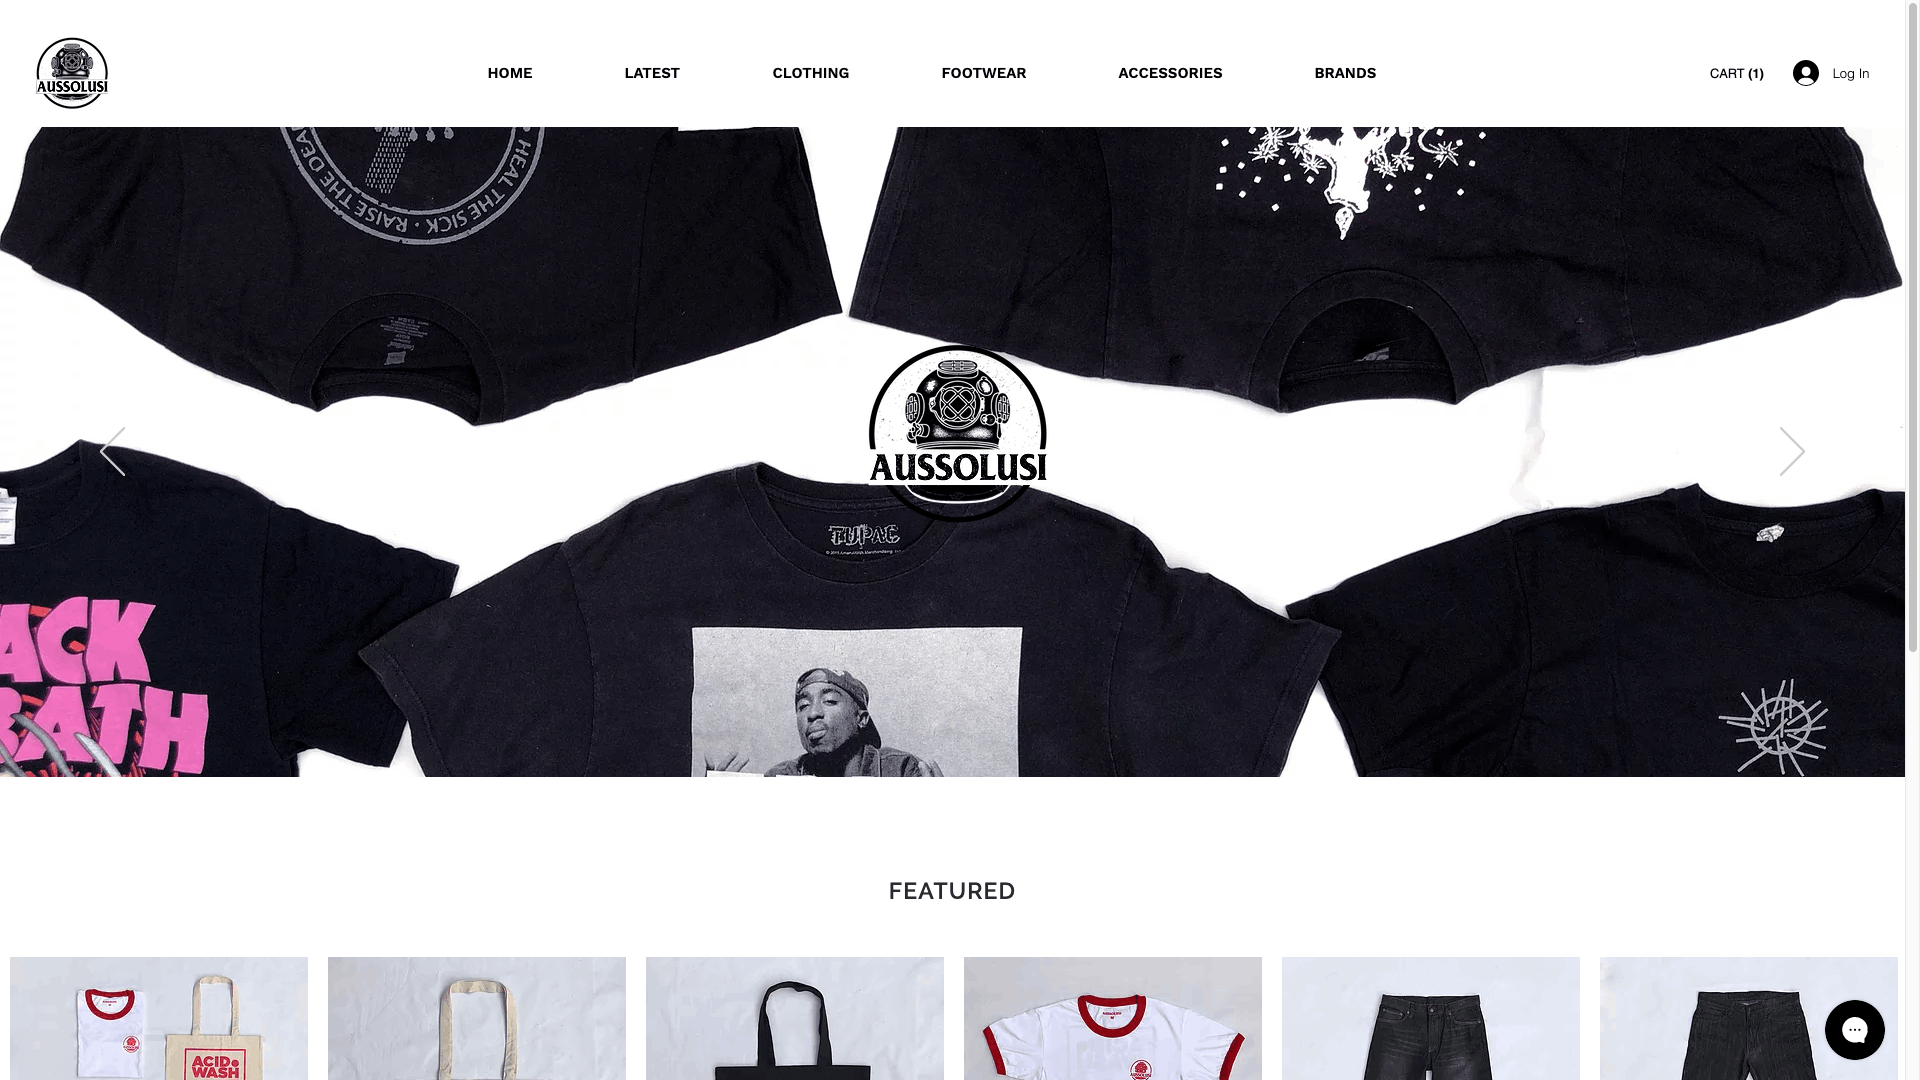 AUSSOLUSI
HOME
LATEST
CLOTHING
FOOTWEAR
ACCESSORIES
BRANDS
CART (1)
Log In
HEAL THE SICK · RAISE THE DEA
AUSSOLUSI
TUPAC
ACK
BATH
FEATURED
ACID
WASH
AUSSOLUSI